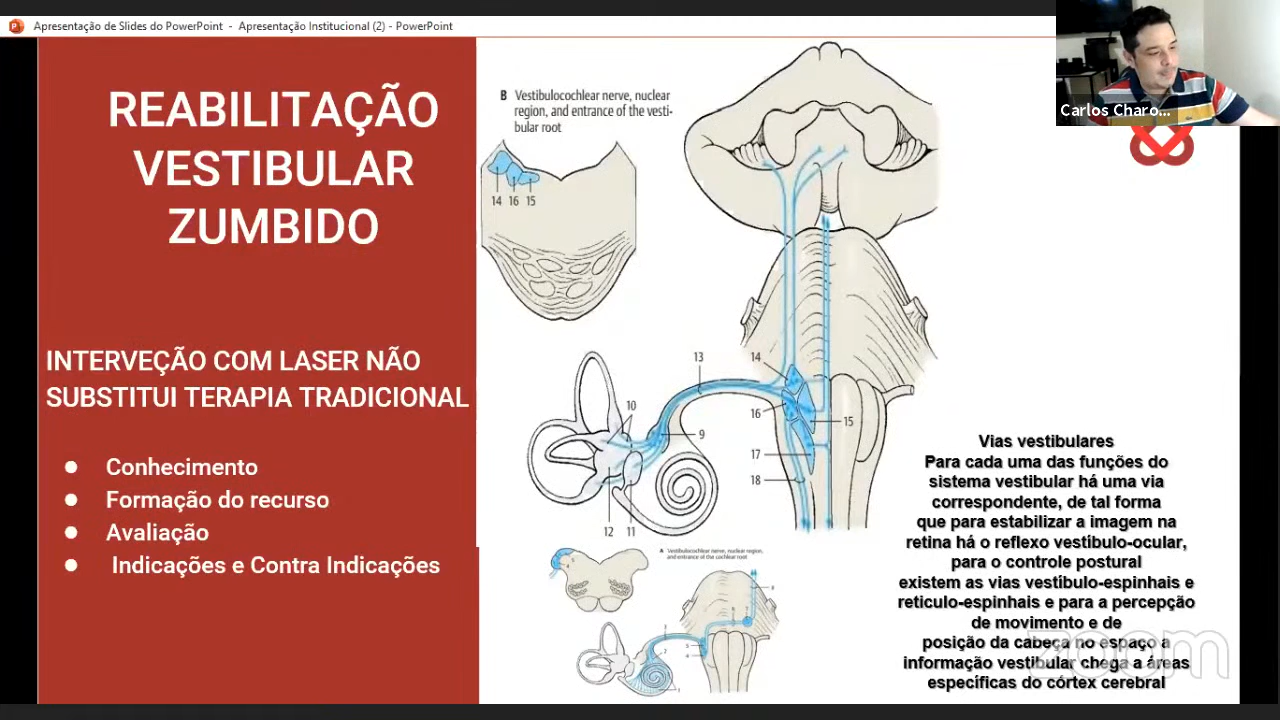 Apresentação de Slides do PowerPoint - Apresentação Institucional (2) - PowerPoint
Carlos Charo...
REABILITAÇÃO
VESTIBULAR
ZUMBIDO
INTERVEÇÃO COM LASER NÃO
SUBSTITUI TERAPIA TRADICIONAL
● Conhecimento
● Formação do recurso
● Avaliação
● Indicações e Contra Indicações
B Vestibulocochlear nerve, nuclear
region, and entrance of the vesti-
bular root
14 16 15
13
14
10
16
15
9
17
18
12 11
A Vestibulocochlear nerve, nuclear region,
and entrance of the cochlear root
Vias vestibulares
Para cada uma das funções do
sistema vestibular há uma via
correspondente, de tal forma
que para estabilizar a imagem na
retina há o reflexo vestíbulo-ocular,
para o controle postural
existem as vias vestíbulo-espinhais e
reticulo-espinhais e para a percepção
de movimento e de
posição da cabeça no espaço a
informação vestibular chega a áreas
específicas do córtex cerebral
zoom